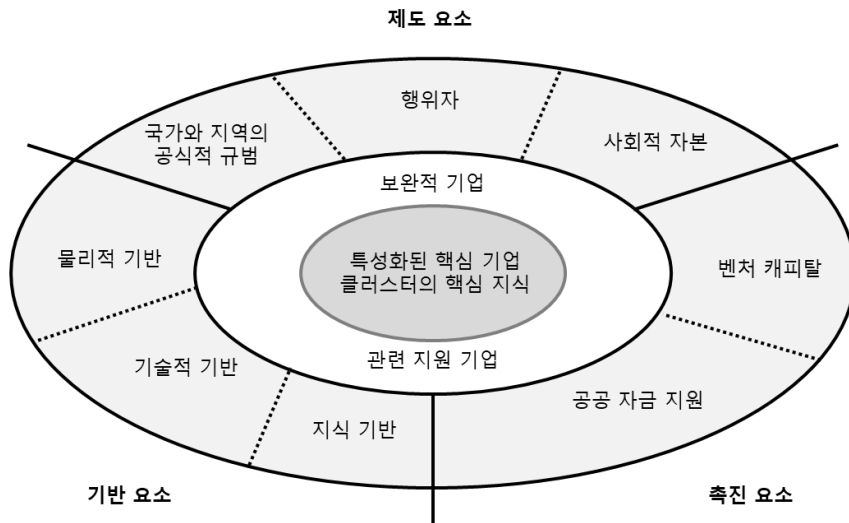 제도 요소
행위자
국가와 지역의
공식적 규범
사회적 자본
보완적 기업
물리적 기반
특성화된 핵심 기업
클러스터의 핵심 지식
벤처 캐피탈
기술적 기반
관련 지원 기업
공공 자금 지원
지식 기반
기반 요소
촉진 요소